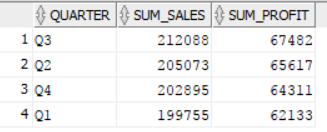 QUARTER SUM_SALES SUM_PROFIT
1 Q3 212088 67482
2 Q2 205073 65617
3 Q4 202895 64311
4 Q1 199755 62133